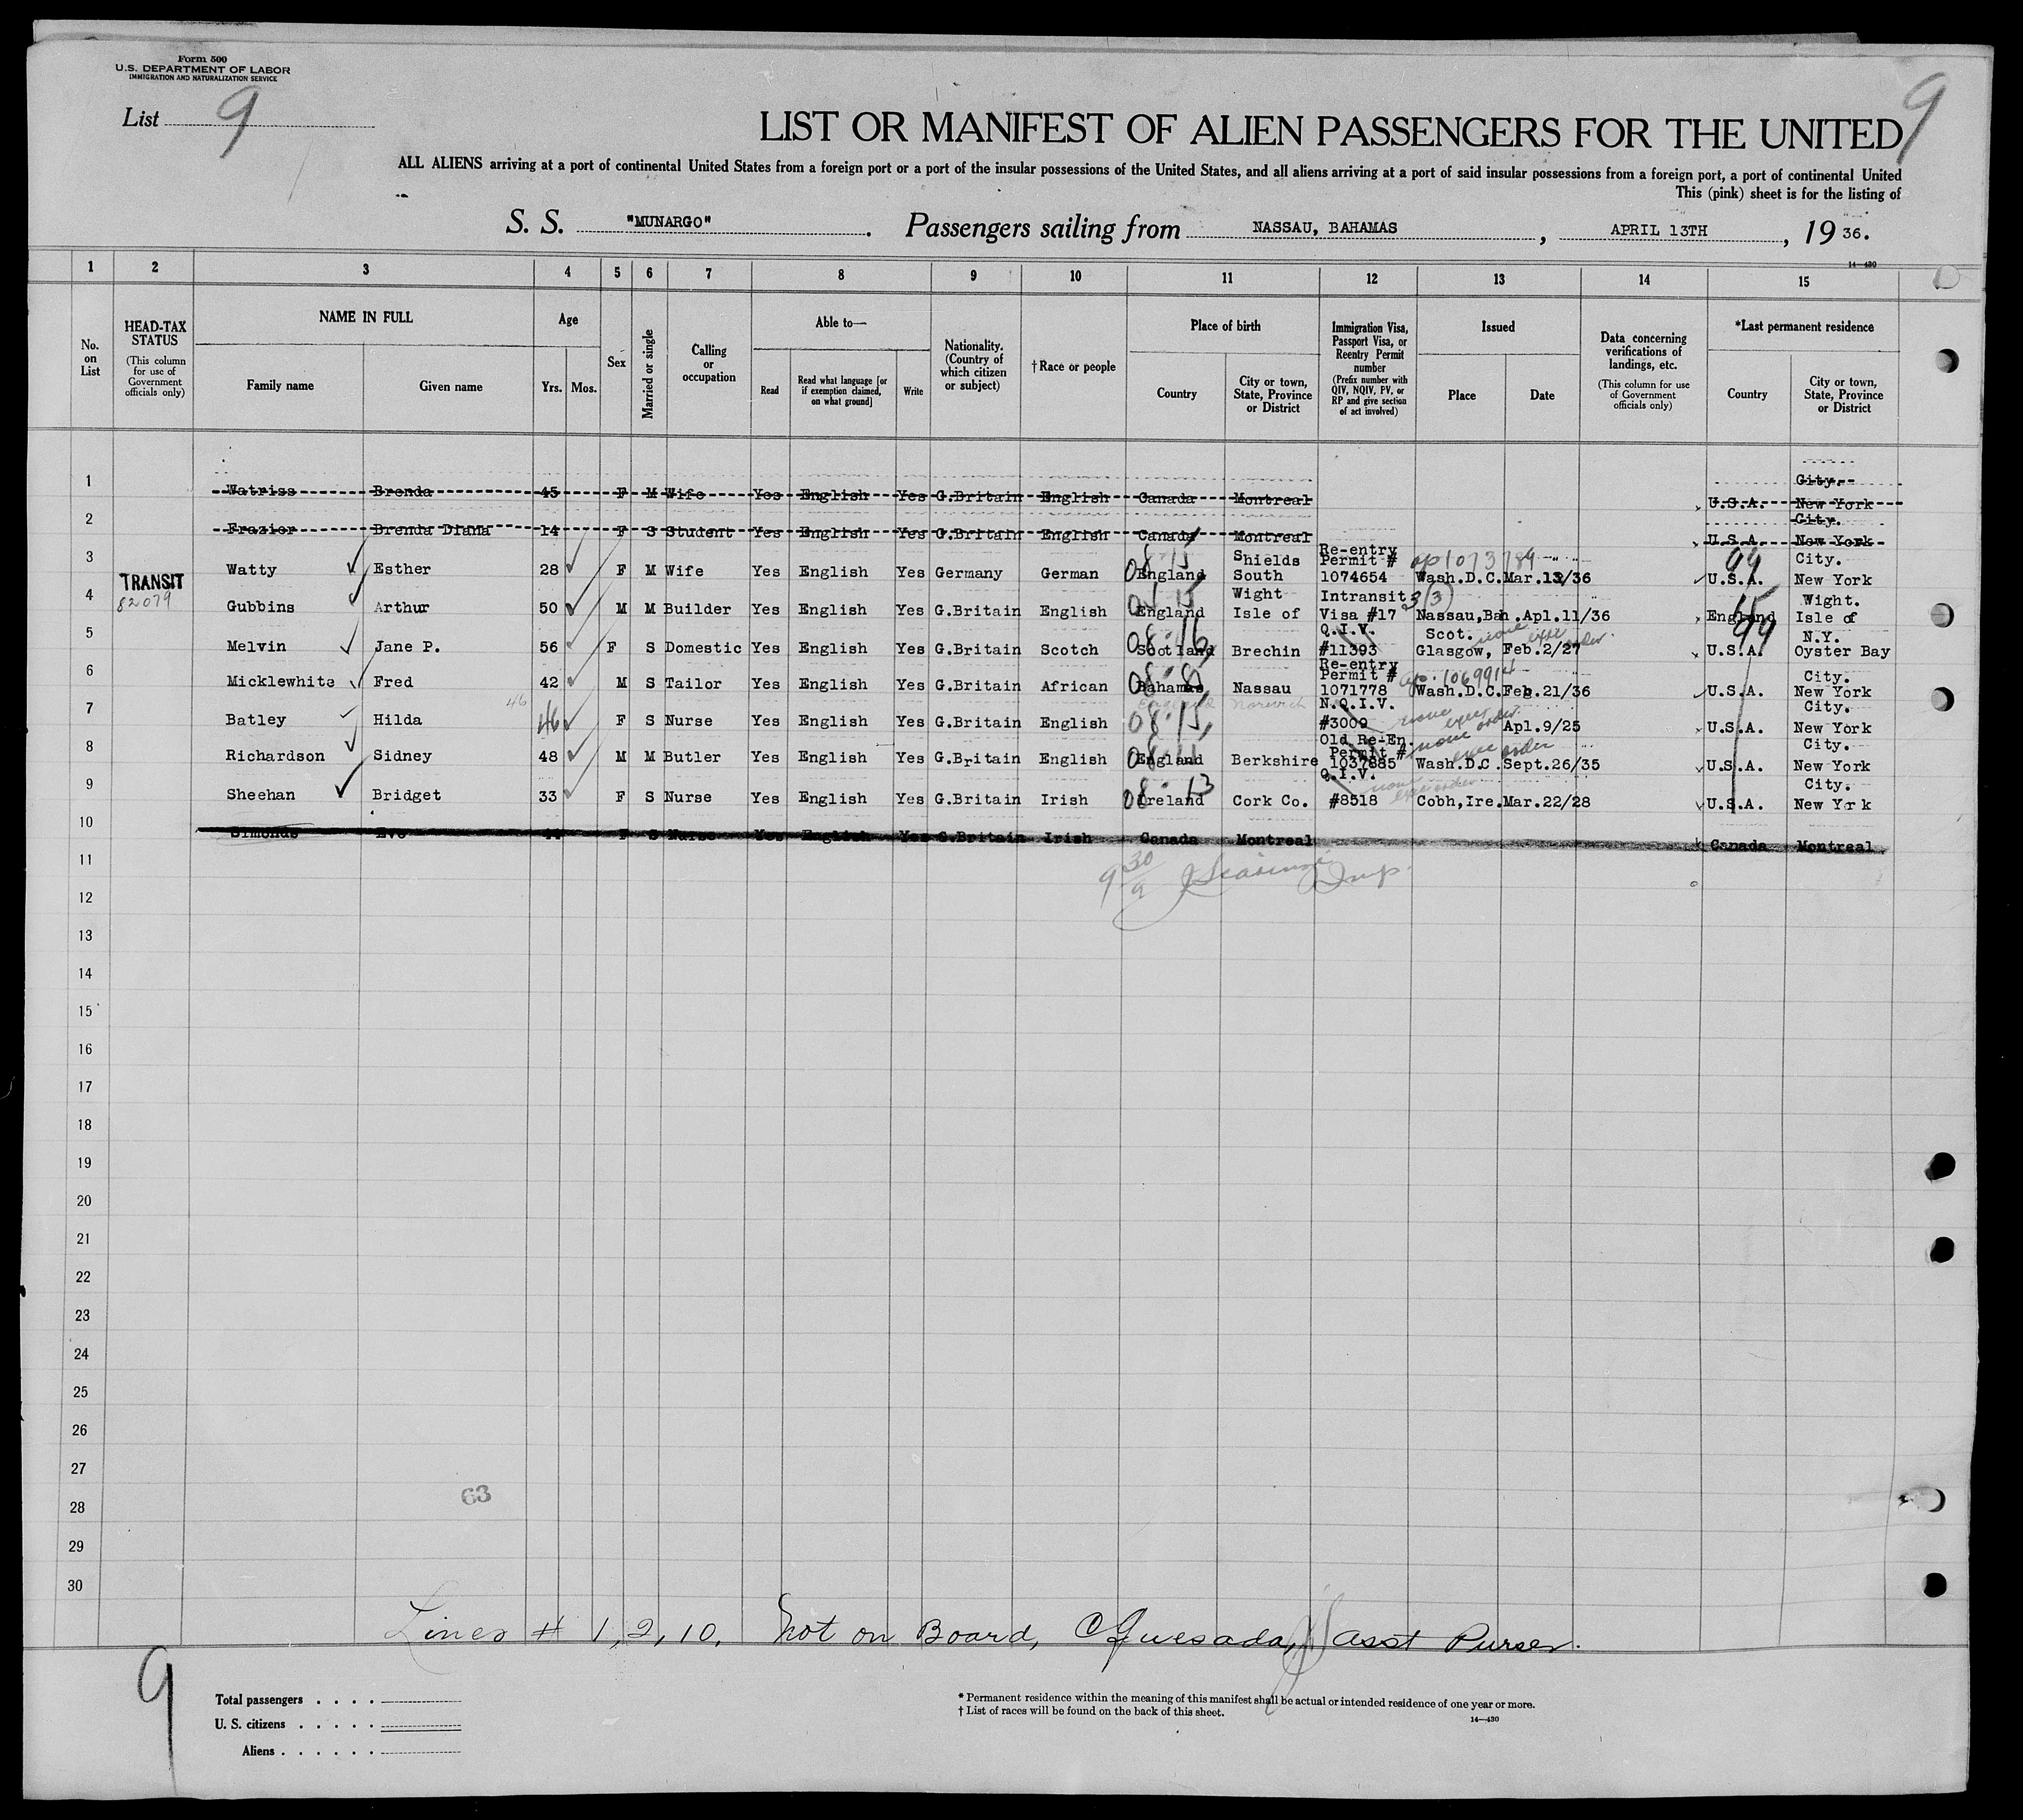 Form 500
U.S. DEPARTMENT OF LABOR
IMMIGRATION AND NATURALIZATION SERVICE
List 9
9
LIST OR MANIFEST OF ALIEN PASSENGERS FOR THE UNITED
ALL ALIENS arriving at a port of continental United States from a foreign port or a port of the insular possessions of the United States, and all aliens arriving at a port of said insular possessions from a foreign port, a port of continental United
This (pink) sheet is for the listing of
S. S. "MUNARGO". Passengers sailing from NASSAU, BAHAMAS, APRIL 13TH, 1936.
14—430
1 2 3 4 5 6 7 8 9 10 11 12 13 14 15
No. on List
HEAD-TAX STATUS
(This column for use of Government officials only)
NAME IN FULL
Family name Given name
Age
Yrs. Mos.
Sex
Married or single
Calling or occupation
Able to—
Read Read what language [or if exemption claimed, on what ground] Write
Nationality. (Country of which citizen or subject)
†Race or people
Place of birth
Country City or town, State, Province or District
Immigration Visa, Passport Visa, or Reentry Permit number
(Prefix number with QIV, NQIV, PV, or RP and give section of act involved)
Issued
Place Date
Data concerning verifications of landings, etc.
(This column for use of Government officials only)
*Last permanent residence
Country City or town, State, Province or District
City.
1 Watriss Brenda 45 F M Wife Yes English Yes G.Britain English Canada Montreal U.S.A. New York
City.
2 Frazier Brenda Diana 14 F S Student Yes English Yes G.Britain English Canada Montreal U.S.A. New York
Shields Re-entry Permit # City.
3 Watty Esther 28 F M Wife Yes English Yes Germany German England South 1074654 Wash.D.C. Mar.13/36 U.S.A. New York
TRANSIT
82079
Wight Intransit Wight.
4 Gubbins Arthur 50 M M Builder Yes English Yes G.Britain English England Isle of Visa #17 Nassau,Bah. Apl.11/36 England Isle of
Q.I.V. Scot. N.Y.
5 Melvin Jane P. 56 F S Domestic Yes English Yes G.Britain Scotch Scotland Brechin #11393 Glasgow, Feb.2/27 U.S.A. Oyster Bay
Re-entry Permit # City.
6 Micklewhite Fred 42 M S Tailor Yes English Yes G.Britain African Bahamas Nassau 1071778 Wash.D.C. Feb.21/36 U.S.A. New York
46 England Norwich N.Q.I.V. City.
7 Batley Hilda 46 F S Nurse Yes English Yes G.Britain English 08.15 #3009 Apl.9/25 U.S.A. New York
Old Re-En. Permit # City.
8 Richardson Sidney 48 M M Butler Yes English Yes G.Britain English England Berkshire 1037885 Wash.D.C. Sept.26/35 U.S.A. New York
Q.I.V. City.
9 Sheehan Bridget 33 F S Nurse Yes English Yes G.Britain Irish Ireland Cork Co. #8518 Cobh,Ire. Mar.22/28 U.S.A. New Yrk
10 Simonds Eve F S Nurse Yes English Yes G.Britain Irish Canada Montreal Canada Montreal
11
12
13
14
15
16
17
18
19
20
21
22
23
24
25
26
27
63
28
29
30
Lines # 1, 2, 10, Not on Board, C Quesada, Asst Purser.
9
Total passengers
U. S. citizens
Aliens
* Permanent residence within the meaning of this manifest shall be actual or intended residence of one year or more.
† List of races will be found on the back of this sheet.
14—430